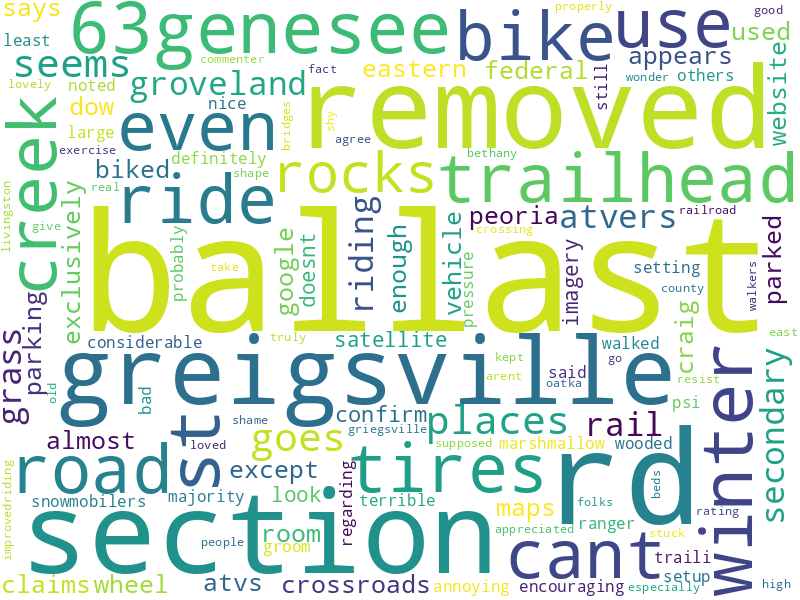 says
63genesee
bike
use
properly
good
least
commenter
seems
lovely
noted
groveland
eastern
federal
appears
used
fact
still
wonder
others
website
dow
nice
removed
large
even
bridges
shy
agree
exercise
definitely
bethany
creek
biked
shape
rocks
trailhead
real
ride
livingston
exclusively
give
peoria
atvers
railroad
ballast
probably
google
doesnt
riding
enough
vehicle
pressure
crossing
imagery
setting
county
walkers
parked
take
grass
parking
considerable
truly
satellite
kept
said
walked
craig
east
greigsville
arent
oatka
go
resist
old
bad
shame
confirm
griegsville
places
psi
winter
secondary
st
goes
rail
almost
loved
supposed
marshmallow
wooded
rd
road
except
tires
improvedriding
snowmobilers
majority
look
regarding
terrible
maps
folks
beds
rating
section
people
room
groom
appreciated
ranger
stuck
cant
traili
claims
wheel
atvs
crossroads
annoying
encouraging
setup
especially
high